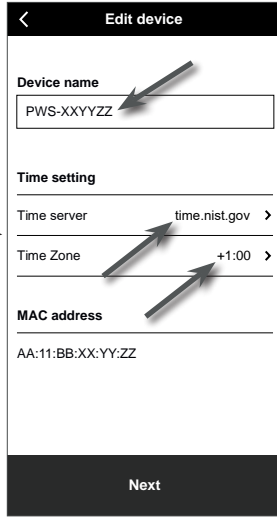 Edit device
Device name
PWS-XXYYZZ
Time setting
Time server time.nist.gov
Time Zone +1:00
MAC address
AA:11:BB:XX:YY:ZZ
Next